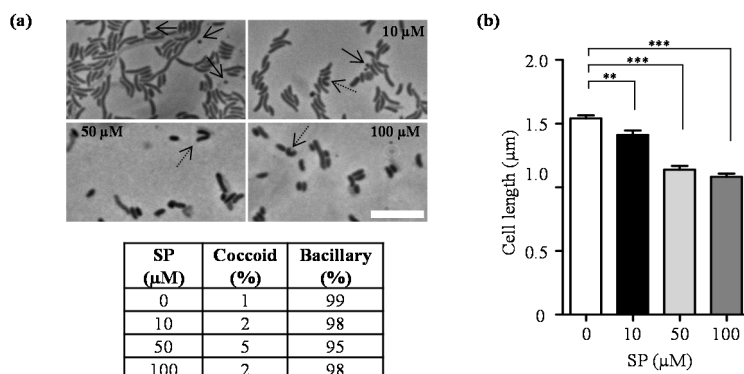 (a)
10 µM
50 µM
100 µM
SP (µM) Coccoid (%) Bacillary (%)
0 1 99
10 2 98
50 5 95
100 2 98
(b)
***
***
**
2.0
1.5
1.0
0.5
0
Cell length (µm)
0 10 50 100
SP (µM)